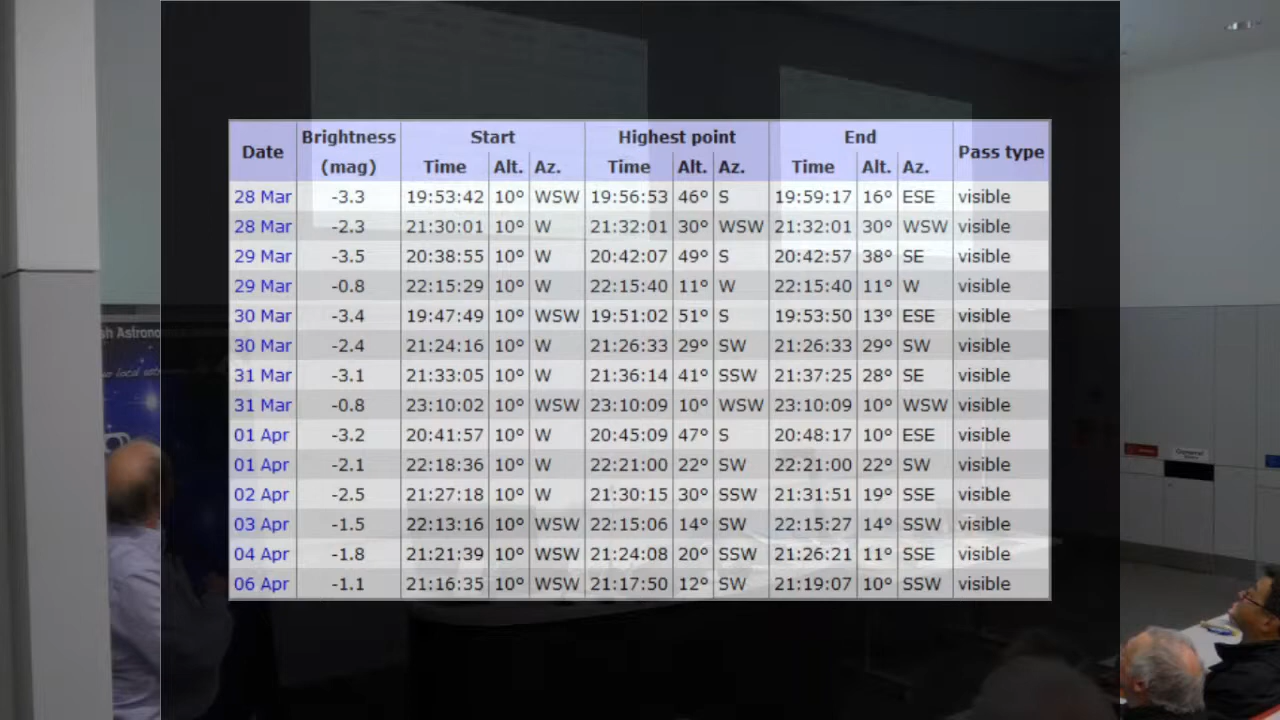 Date Brightness (mag) Start Highest point End Pass type
Time Alt. Az. Time Alt. Az. Time Alt. Az.
28 Mar -3.3 19:53:42 10° WSW 19:56:53 46° S 19:59:17 16° ESE visible
28 Mar -2.3 21:30:01 10° W 21:32:01 30° WSW 21:32:01 30° WSW visible
29 Mar -3.5 20:38:55 10° W 20:42:07 49° S 20:42:57 38° SE visible
29 Mar -0.8 22:15:29 10° W 22:15:40 11° W 22:15:40 11° W visible
30 Mar -3.4 19:47:49 10° WSW 19:51:02 51° S 19:53:50 13° ESE visible
30 Mar -2.4 21:24:16 10° W 21:26:33 29° SW 21:26:33 29° SW visible
31 Mar -3.1 21:33:05 10° W 21:36:14 41° SSW 21:37:25 28° SE visible
31 Mar -0.8 23:10:02 10° WSW 23:10:09 10° WSW 23:10:09 10° WSW visible
01 Apr -3.2 20:41:57 10° W 20:45:09 47° S 20:48:17 10° ESE visible
01 Apr -2.1 22:18:36 10° W 22:21:00 22° SW 22:21:00 22° SW visible
02 Apr -2.5 21:27:18 10° W 21:30:15 30° SSW 21:31:51 19° SSE visible
03 Apr -1.5 22:13:16 10° WSW 22:15:06 14° SW 22:15:27 14° SSW visible
04 Apr -1.8 21:21:39 10° WSW 21:24:08 20° SSW 21:26:21 11° SSE visible
06 Apr -1.1 21:16:35 10° WSW 21:17:50 12° SW 21:19:07 10° SSW visible
sh Astrono
local